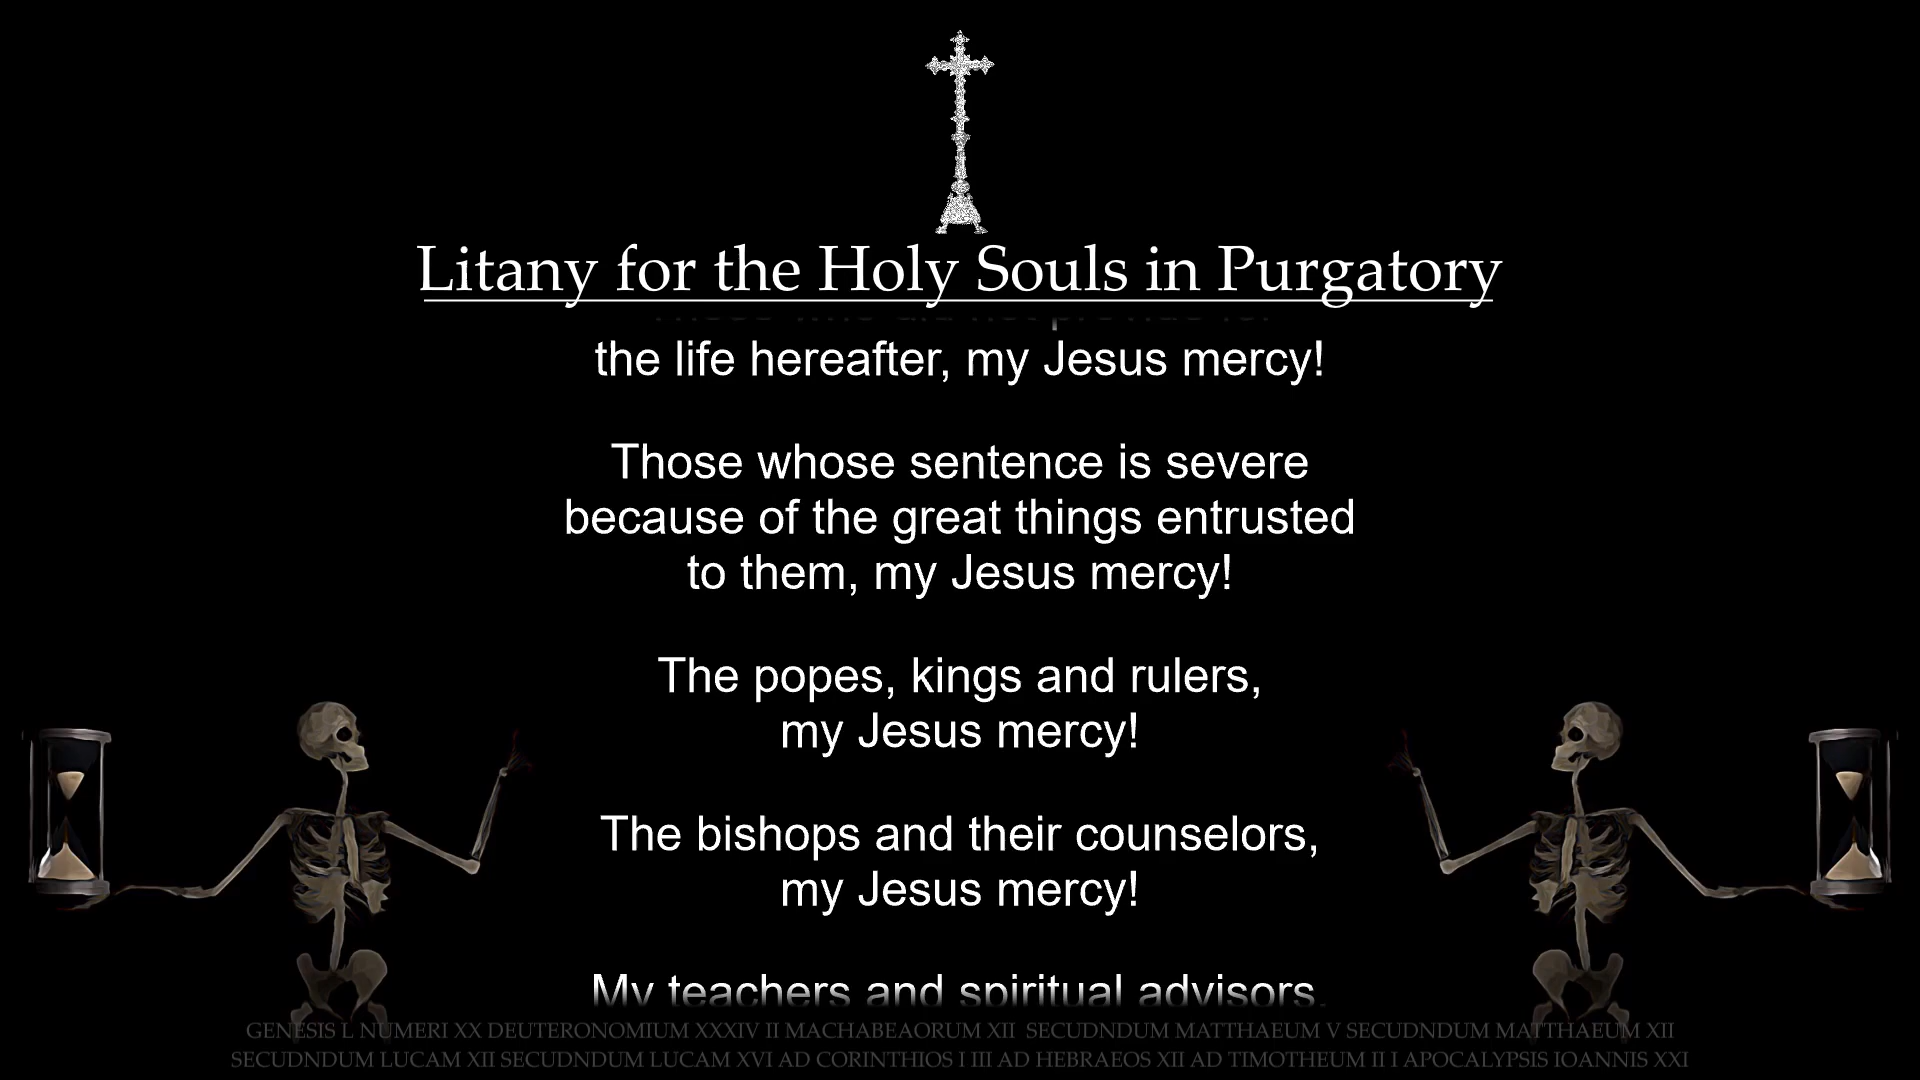 Litany for the Holy Souls in Purgatory
the life hereafter, my Jesus mercy!
Those whose sentence is severe
because of the great things entrusted
to them, my Jesus mercy!
The popes, kings and rulers,
my Jesus mercy!
The bishops and their counselors,
my Jesus mercy!
My teachers and spiritual advisors,
GENESIS L NUMERI XX DEUTERONOMIUM XXXIV II MACHABEAORUM XII SECUDNDUM MATTHAEUM V SECUDNDUM MATTHAEUM XII
SECUDNDUM LUCAM XII SECUDNDUM LUCAM XVI AD CORINTHIOS I III AD HEBRAEOS XII AD TIMOTHEUM II I APOCALYPSIS IOANNIS XXI